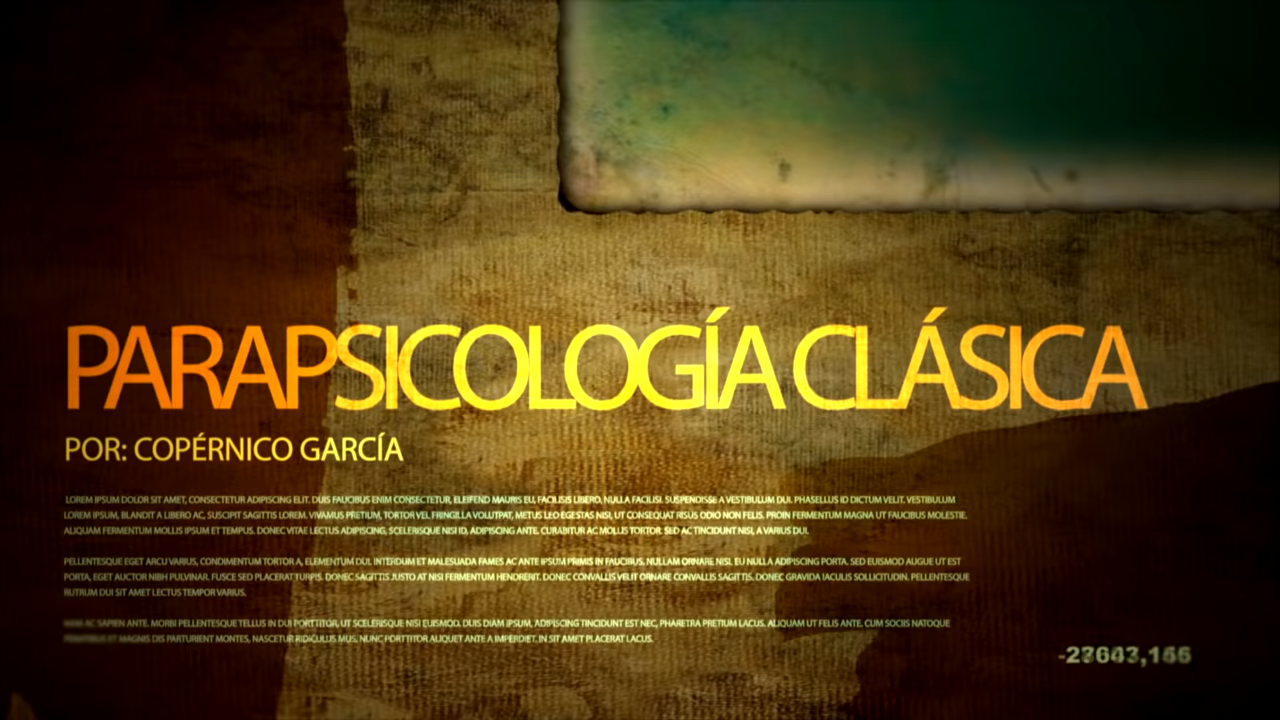 PARAPSICOLOGÍA CLÁSICA
POR: COPÉRNICO GARCÍA
LOREM IPSUM DOLOR SIT AMET, CONSECTETUR ADIPISCING ELIT. DUIS FAUCIBUS ENIM CONSECTETUR, ELEIFEND MAURIS EU, FACILISIS LIBERO. NULLA FACILISI. SUSPENDISSE A VESTIBULUM DUI. PHASELLUS ID DICTUM VELIT. VESTIBULUM
LOREM IPSUM, BLANDIT A LIBERO AC, SUSCIPIT SAGITTIS LOREM. VIVAMUS PRETIUM, TORTOR VEL FRINGILLA VOLUTPAT, METUS LEO EGESTAS NISI, UT CONSEQUAT RISUS ODIO NON FELIS. PROIN FERMENTUM MAGNA UT FAUCIBUS MOLESTIE.
ALIQUAM FERMENTUM MOLLIS IPSUM ET TEMPUS. DONEC VITAE LECTUS ADIPISCING, SCELERISQUE NISI ID, ADIPISCING ANTE. CURABITUR AC MOLLIS TORTOR. SED AC TINCIDUNT NISI, A VARIUS DUI.
PELLENTESQUE EGET ARCU VARIUS, CONDIMENTUM TORTOR A, ELEMENTUM DUI. INTERDUM ET MALESUADA FAMES AC ANTE IPSUM PRIMIS IN FAUCIBUS. NULLAM ORNARE NISI, EU NULLA ADIPISCING PORTA. SED EUISMOD AUGUE UT EST
PORTA, EGET AUCTOR NIBH PULVINAR. FUSCE SED PLACERAT TURPIS. DONEC SAGITTIS JUSTO AT NISI FERMENTUM HENDRERIT. DONEC CONVALLIS VELIT ORNARE CONVALLIS SAGITTIS. DONEC GRAVIDA IACULIS SOLLICITUDIN. PELLENTESQUE
RUTRUM DUI SIT AMET LECTUS TEMPOR VARIUS.
AC SAPIEN ANTE. MORBI PELLENTESQUE TELLUS IN DUI PORTTITOR, UT SCELERISQUE NISI EUISMOD. DUIS DIAM IPSUM, ADIPISCING TINCIDUNT EST NEC, PHARETRA PRETIUM LACUS. ALIQUAM UT FELIS ANTE. CUM SOCIIS NATOQUE
ET MAGNIS DIS PARTURIENT MONTES, NASCETUR RIDICULUS MUS. NUNC PORTTITOR ALIQUET ANTE A IMPERDIET. IN SIT AMET PLACERAT LACUS.